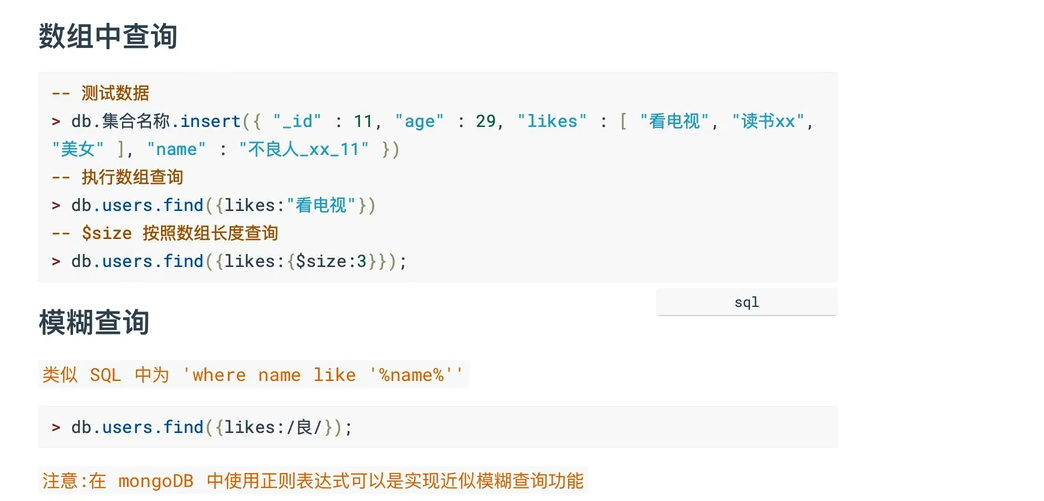 数组中查询
-- 测试数据
> db.集合名称.insert({ "_id" : 11, "age" : 29, "likes" : [ "看电视", "读书xx",
"美女" ], "name" : "不良人_xx_11" })
-- 执行数组查询
> db.users.find({likes:"看电视"})
-- $size 按照数组长度查询
> db.users.find({likes:{$size:3}});
sql
模糊查询
类似 SQL 中为 'where name like '%name%''
> db.users.find({likes:/良/});
注意:在 mongoDB 中使用正则表达式可以是实现近似模糊查询功能